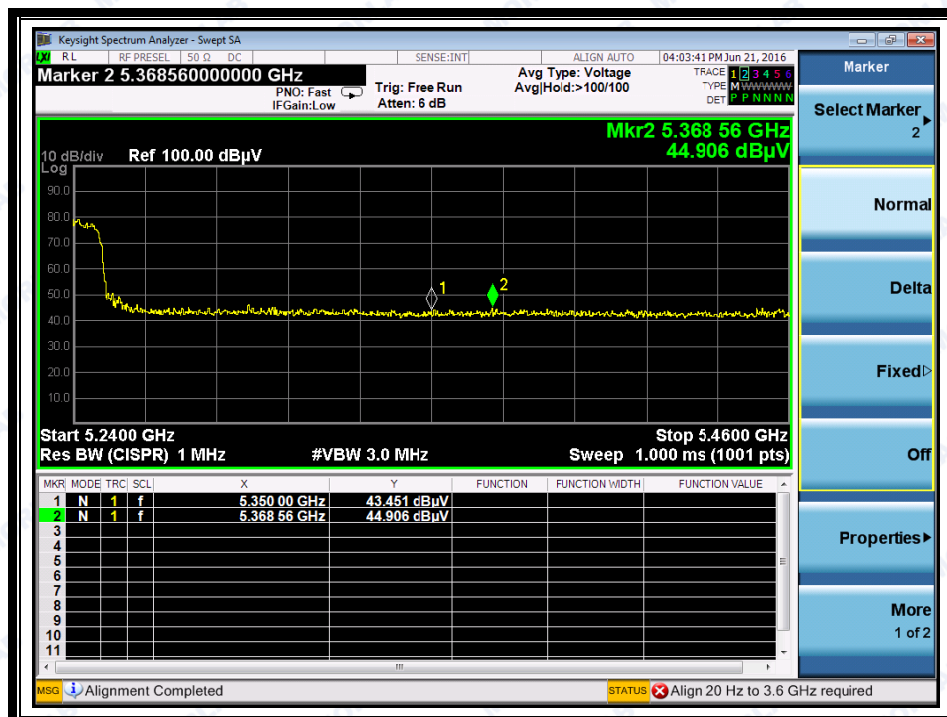 Keysight Spectrum Analyzer - Swept SA
LXI RL RF PRESEL 50 Ω DC SENSE:INT ALIGN AUTO 04:03:41 PM Jun 21, 2016
Marker 2 5.368560000000 GHz
PNO: Fast
IFGain:Low
Trig: Free Run
Atten: 6 dB
Avg Type: Voltage
Avg|Hold:>100/100
TRACE 1 2 3 4 5 6
TYPE M WWWWW
DET P P N N N N
Mkr2 5.368 56 GHz
44.906 dBµV
10 dB/div Ref 100.00 dBµV
Log
90.0
80.0
70.0
60.0
50.0
40.0
30.0
20.0
10.0
1
2
Start 5.2400 GHz Stop 5.4600 GHz
Res BW (CISPR) 1 MHz #VBW 3.0 MHz Sweep 1.000 ms (1001 pts)
MKR MODE TRC SCL X Y FUNCTION FUNCTION WIDTH FUNCTION VALUE
1 N 1 f 5.350 00 GHz 43.451 dBµV
2 N 1 f 5.368 56 GHz 44.906 dBµV
3
4
5
6
7
8
9
10
11
MSG Alignment Completed STATUS Align 20 Hz to 3.6 GHz required
Marker
Select Marker
2
Normal
Delta
Fixed
Off
Properties
More
1 of 2